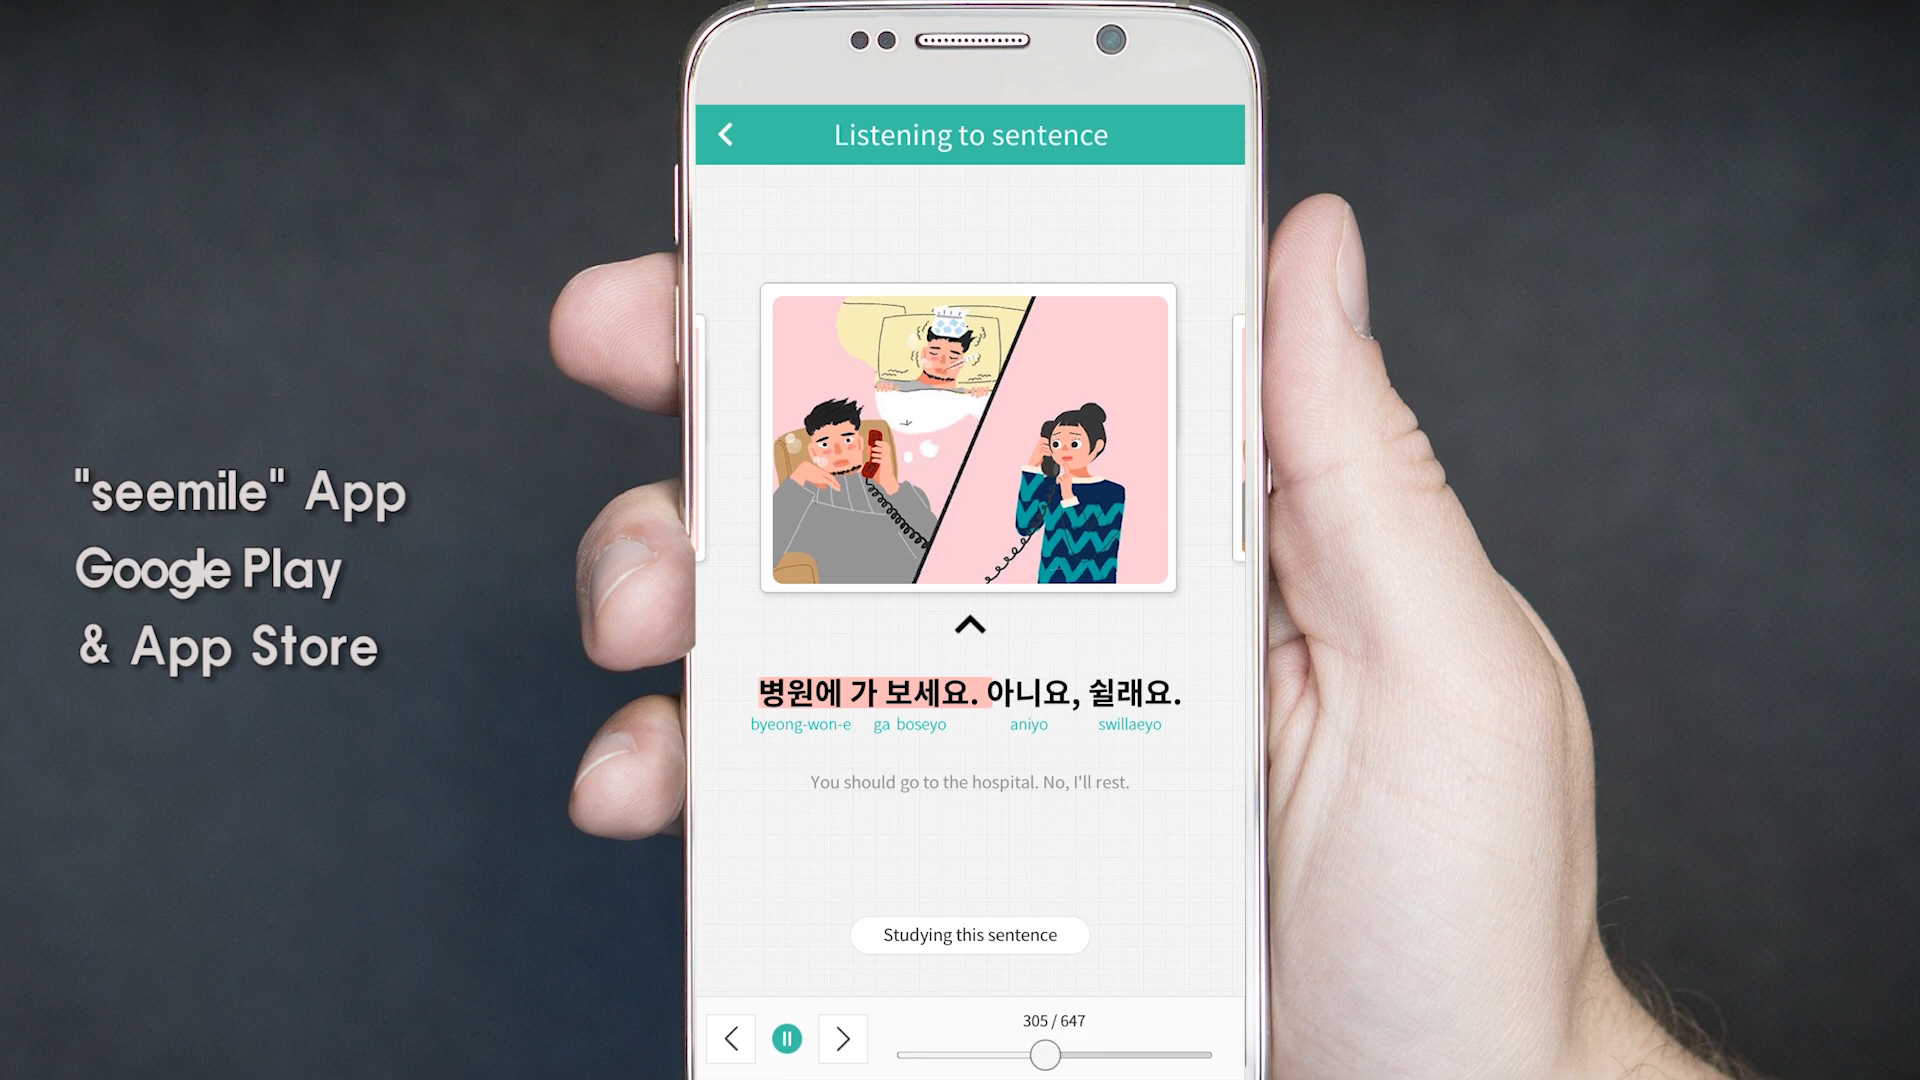 "seemile" App
Google Play
& App Store
Listening to sentence
병원에 가 보세요. 아니요, 쉴래요.
byeong-won-e ga boseyo aniyo swillaeyo
You should go to the hospital. No, I'll rest.
Studying this sentence
305 / 647